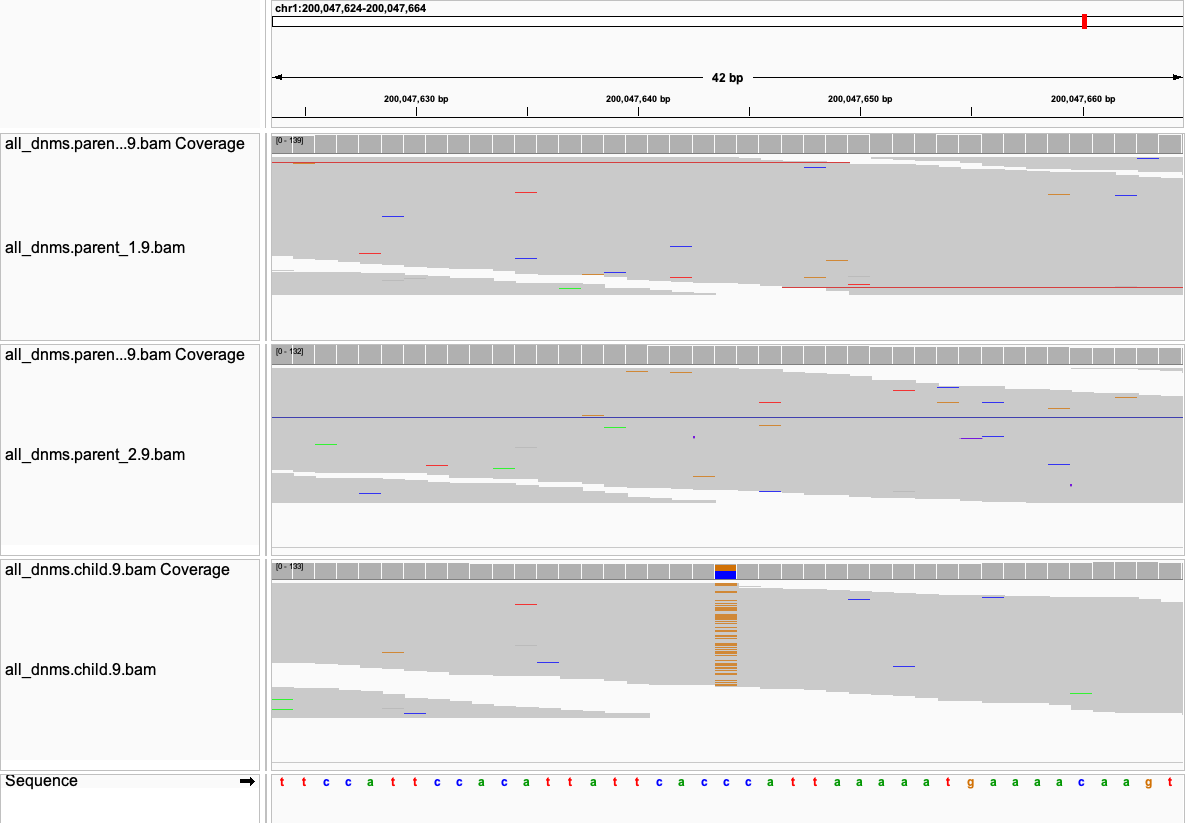 chr1:200,047,624-200,047,664
42 bp
200,047,630 bp 200,047,640 bp 200,047,650 bp 200,047,660 bp
all_dnms.paren...9.bam Coverage
[0 - 139]
all_dnms.parent_1.9.bam
all_dnms.paren...9.bam Coverage
[0 - 132]
all_dnms.parent_2.9.bam
all_dnms.child.9.bam Coverage
[0 - 133]
all_dnms.child.9.bam
Sequence t t c c a t t c c a c a t t a t t c a c c c a t t a a a a a t g a a a a c a a g t